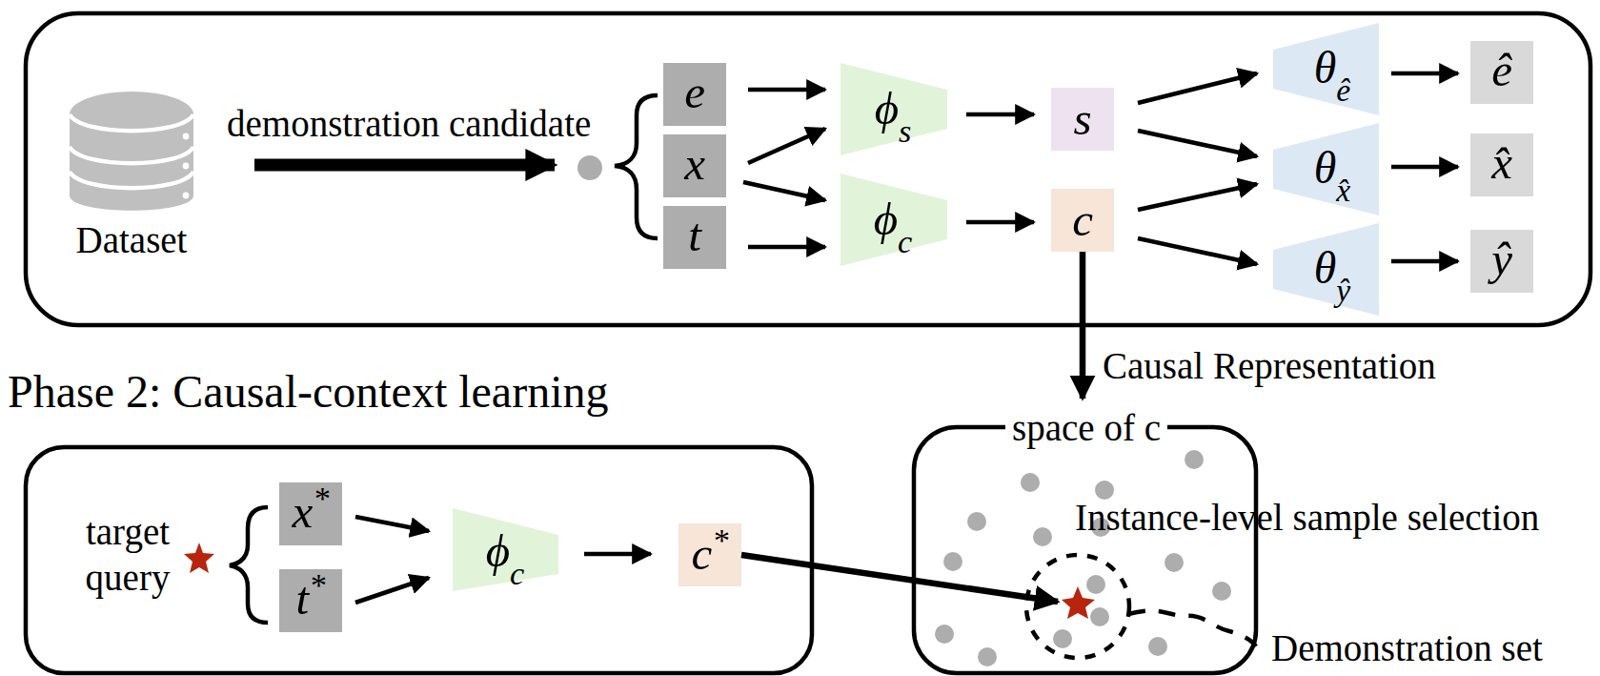 demonstration candidate
Dataset
e
x
t
ϕs
ϕc
s
c
θê
θx̂
θŷ
ê
x̂
ŷ
Causal Representation
Phase 2: Causal-context learning
target
query
x*
t*
ϕc
c*
space of c
Instance-level sample selection
Demonstration set